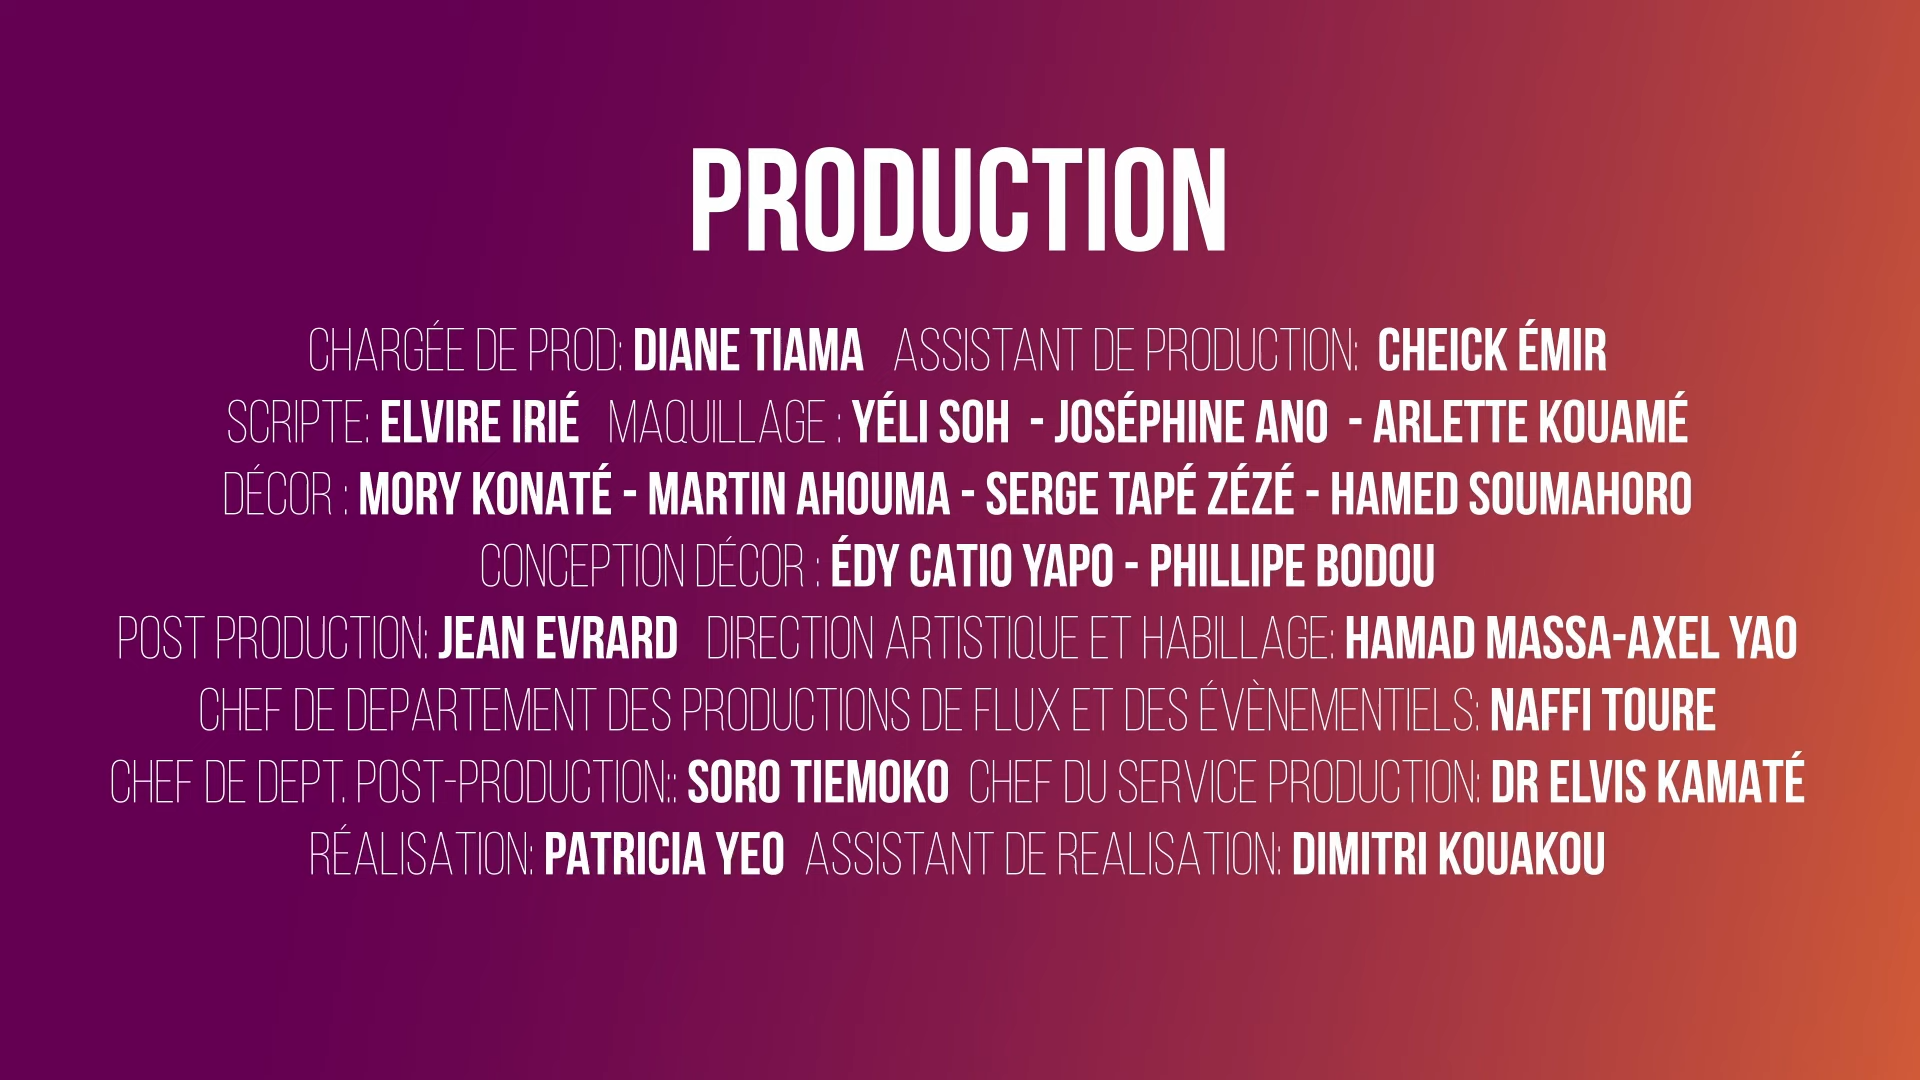 PRODUCTION
CHARGÉE DE PROD: DIANE TIAMA ASSISTANT DE PRODUCTION: CHEICK ÉMIR
SCRIPTE: ELVIRE IRIÉ MAQUILLAGE : YÉLI SOH - JOSÉPHINE ANO - ARLETTE KOUAMÉ
DÉCOR : MORY KONATÉ - MARTIN AHOUMA - SERGE TAPÉ ZÉZÉ - HAMED SOUMAHORO
CONCEPTION DÉCOR : ÉDY CATIO YAPO - PHILLIPE BODOU
POST PRODUCTION: JEAN EVRARD DIRECTION ARTISTIQUE ET HABILLAGE: HAMAD MASSA-AXEL YAO
CHEF DE DEPARTEMENT DES PRODUCTIONS DE FLUX ET DES ÉVÈNEMENTIELS: NAFFI TOURE
CHEF DE DEPT. POST-PRODUCTION:: SORO TIEMOKO CHEF DU SERVICE PRODUCTION: DR ELVIS KAMATÉ
RÉALISATION: PATRICIA YEO ASSISTANT DE REALISATION: DIMITRI KOUAKOU